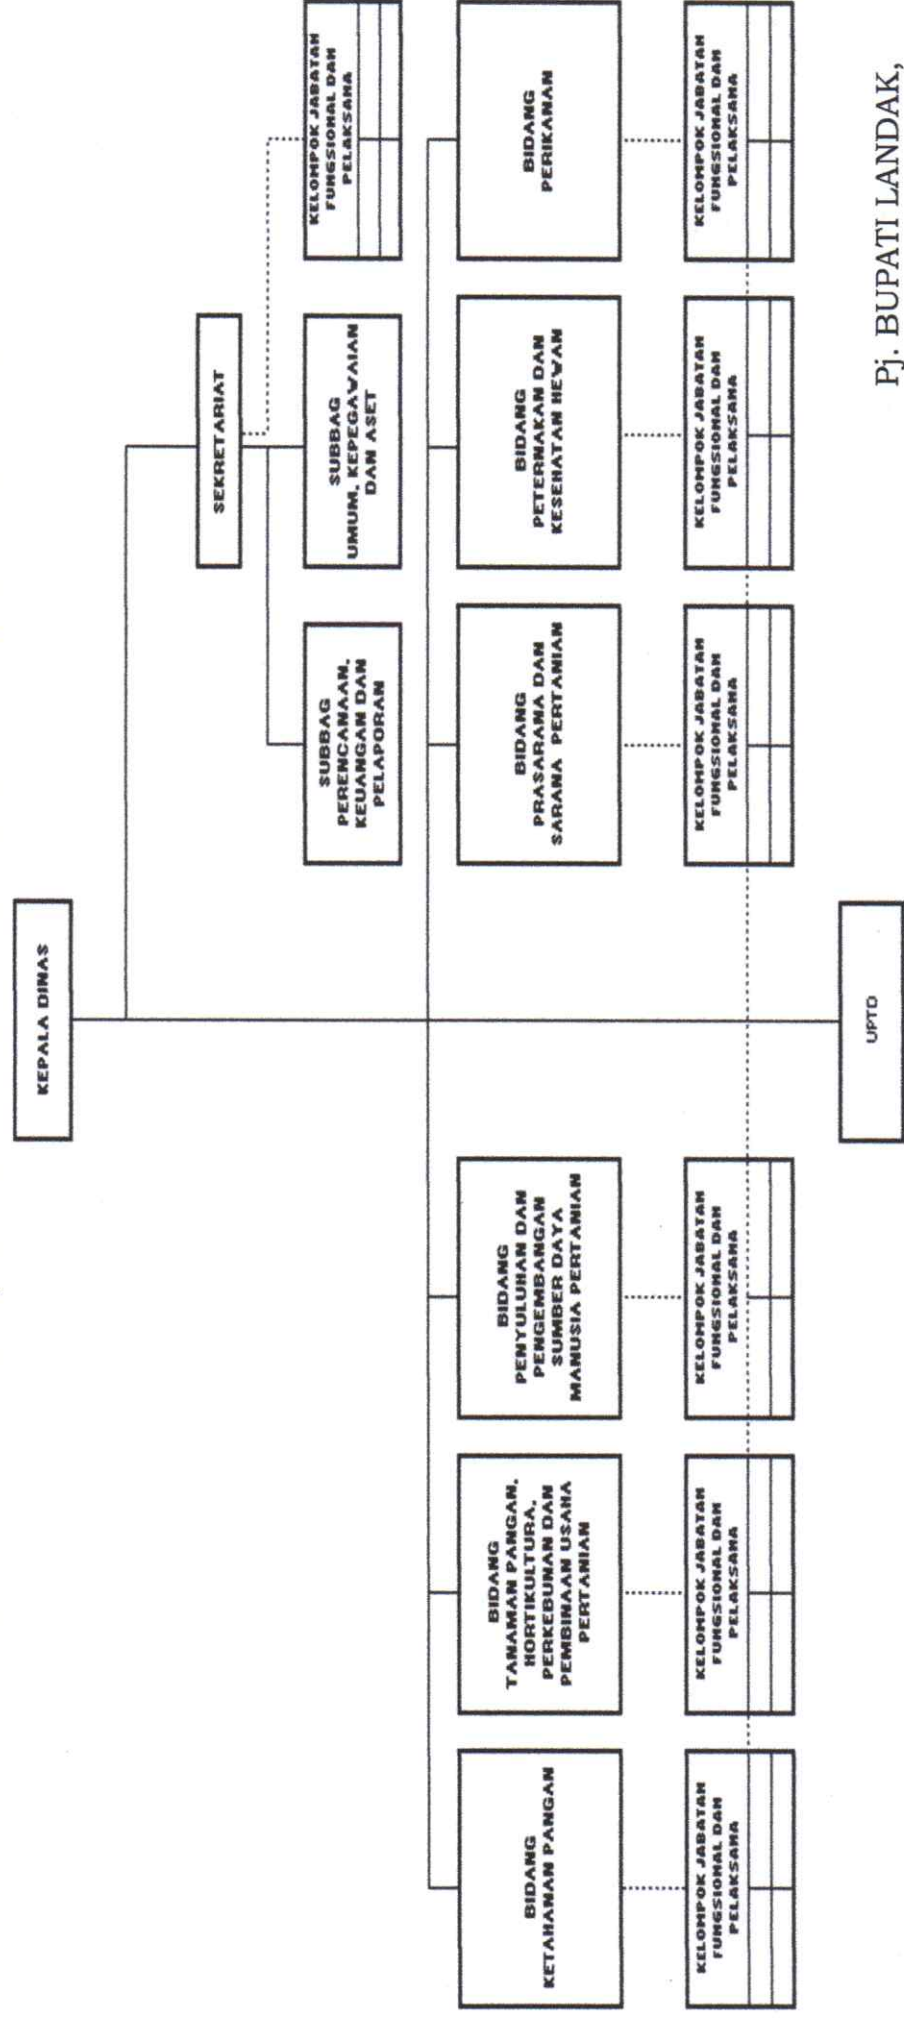 KEPALA DINAS
SEKRETARIAT
SUBBAG
PERENCANAAN,
KEUANGAN DAN
PELAPORAN
SUBBAG
UMUM, KEPEGAWAIAN
DAN ASET
KELOMPOK JABATAN
FUNGSIONAL DAN
PELAKSANA
BIDANG
KETAHANAN PANGAN
BIDANG
TANAMAN PANGAN,
HORTIKULTURA,
PERKEBUNAN DAN
PEMBINAAN USAHA
PERTANIAN
BIDANG
PENYULUHAN DAN
PENGEMBANGAN
SUMBER DAYA
MANUSIA PERTANIAN
BIDANG
PRASARANA DAN
SARANA PERTANIAN
BIDANG
PETERNAKAN DAN
KESEHATAN HEWAN
BIDANG
PERIKANAN
KELOMPOK JABATAN
FUNGSIONAL DAN
PELAKSANA
KELOMPOK JABATAN
FUNGSIONAL DAN
PELAKSANA
KELOMPOK JABATAN
FUNGSIONAL DAN
PELAKSANA
KELOMPOK JABATAN
FUNGSIONAL DAN
PELAKSANA
KELOMPOK JABATAN
FUNGSIONAL DAN
PELAKSANA
KELOMPOK JABATAN
FUNGSIONAL DAN
PELAKSANA
UPTD
Pj. BUPATI LANDAK,